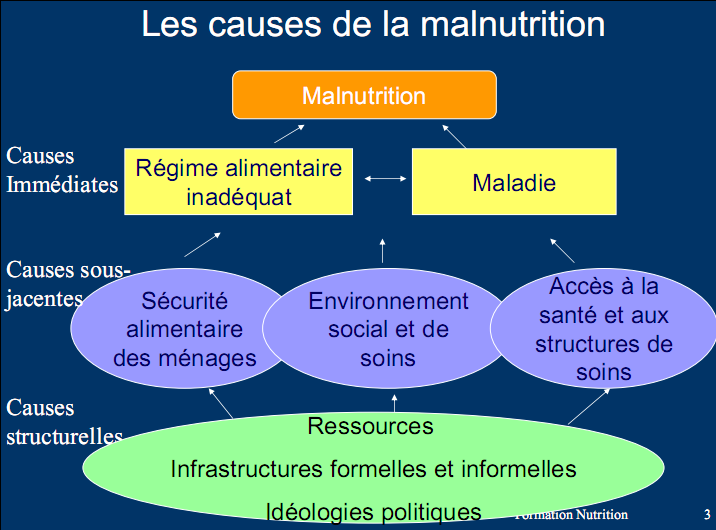 Les causes de la malnutrition
Malnutrition
Causes
Immédiates
Régime alimentaire
inadéquat
Maladie
Causes sous-
jacentes
Sécurité
alimentaire
des ménages
Environnement
social et de
soins
Accès à la
santé et aux
structures de
soins
Causes
structurelles
Ressources
Infrastructures formelles et informelles
Idéologies politiques
Formation Nutrition
3